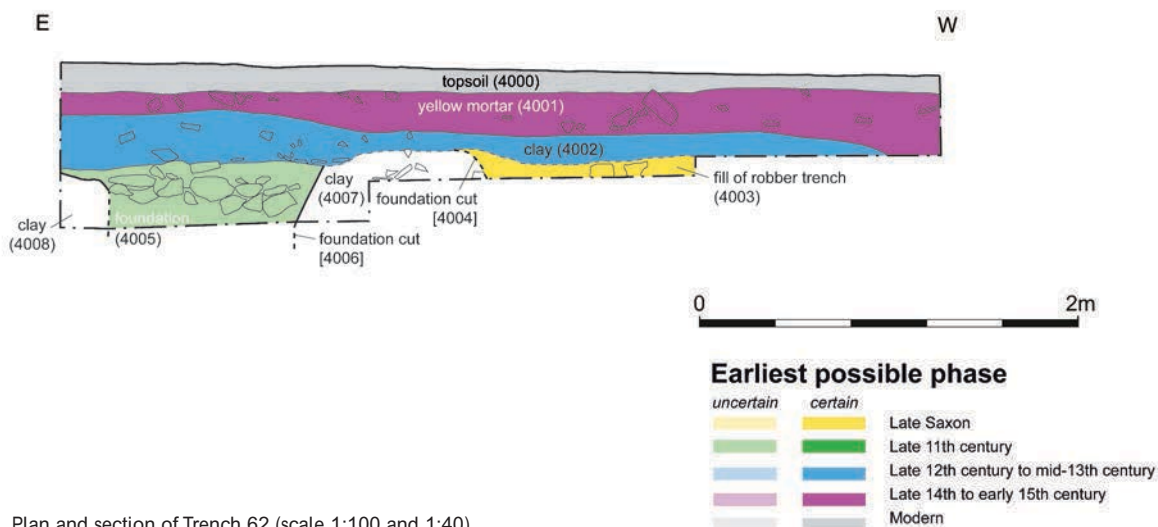 E
W
topsoil (4000)
yellow mortar (4001)
clay (4002)
clay
(4007)
foundation cut
[4004]
fill of robber trench
(4003)
foundation
(4005)
clay
(4008)
foundation cut
[4006]
0
2m
Earliest possible phase
uncertain certain
Late Saxon
Late 11th century
Late 12th century to mid-13th century
Late 14th to early 15th century
Modern
Plan and section of Trench 62 (scale 1:100 and 1:40)